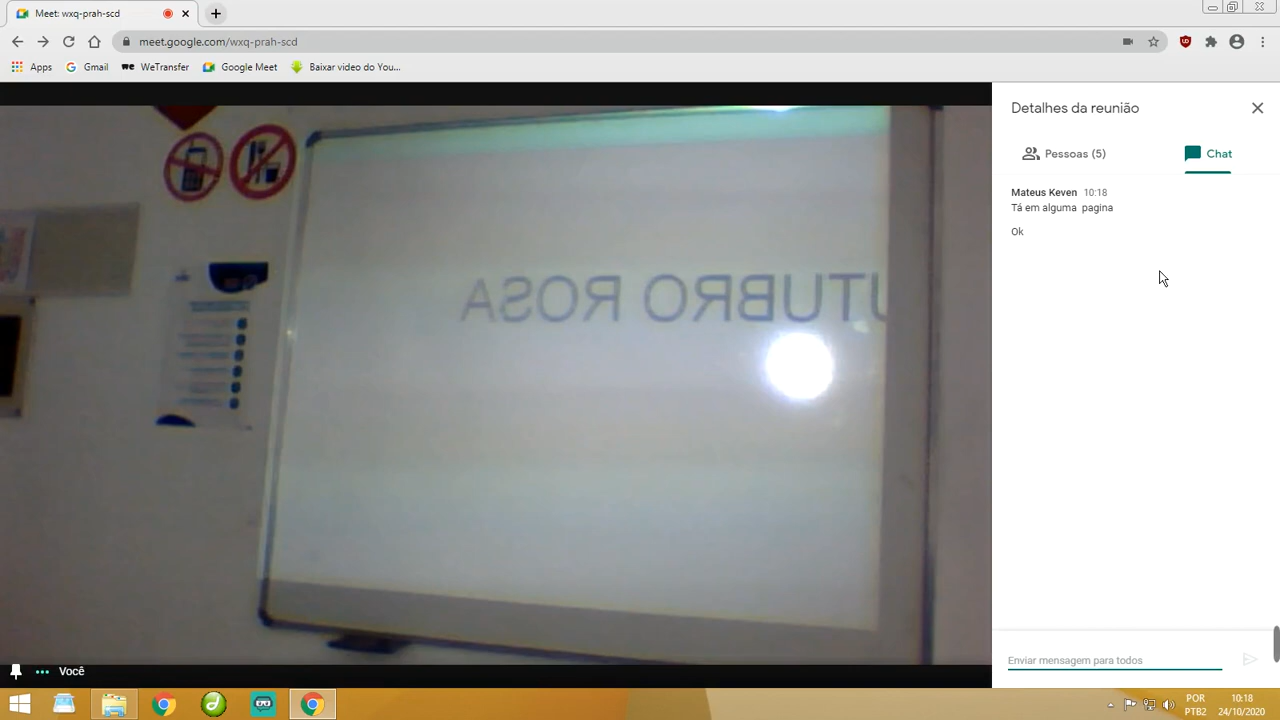 Meet: wxq-prah-scd
meet.google.com/wxq-prah-scd
Apps
Gmail
WeTransfer
Google Meet
Baixar video do You...
UTUBRO ROSA
Detalhes da reunião
Pessoas (5)
Chat
Mateus Keven 10:18
Tá em alguma pagina
Ok
Enviar mensagem para todos
Você
POR
PTB2
10:18
24/10/2020